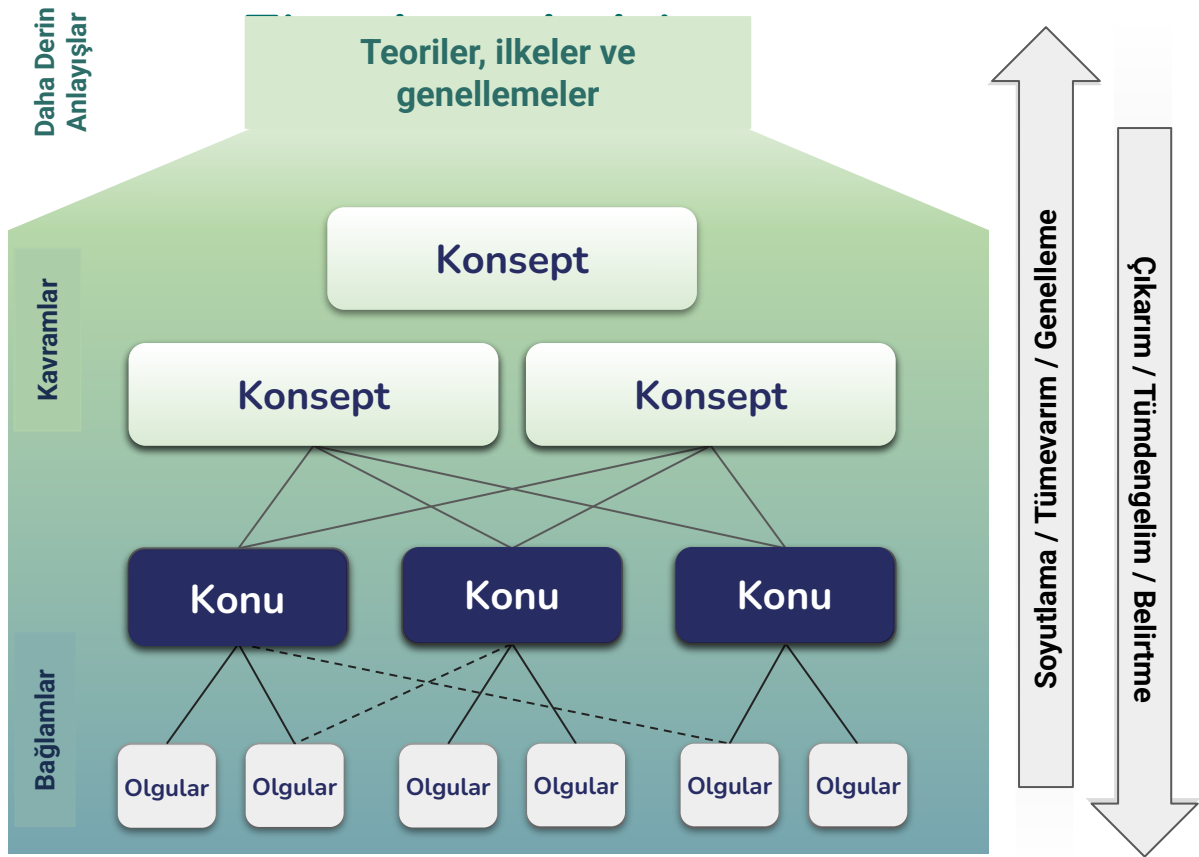 Daha Derin
Anlayışlar
Teoriler, ilkeler ve
genellemeler
Kavramlar
Konsept
Konsept
Konsept
Konu
Konu
Konu
Bağlamlar
Olgular
Olgular
Olgular
Olgular
Olgular
Olgular
Soyutlama / Tümevarım / Genelleme
Çıkarım / Tümdengelim / Belirtme